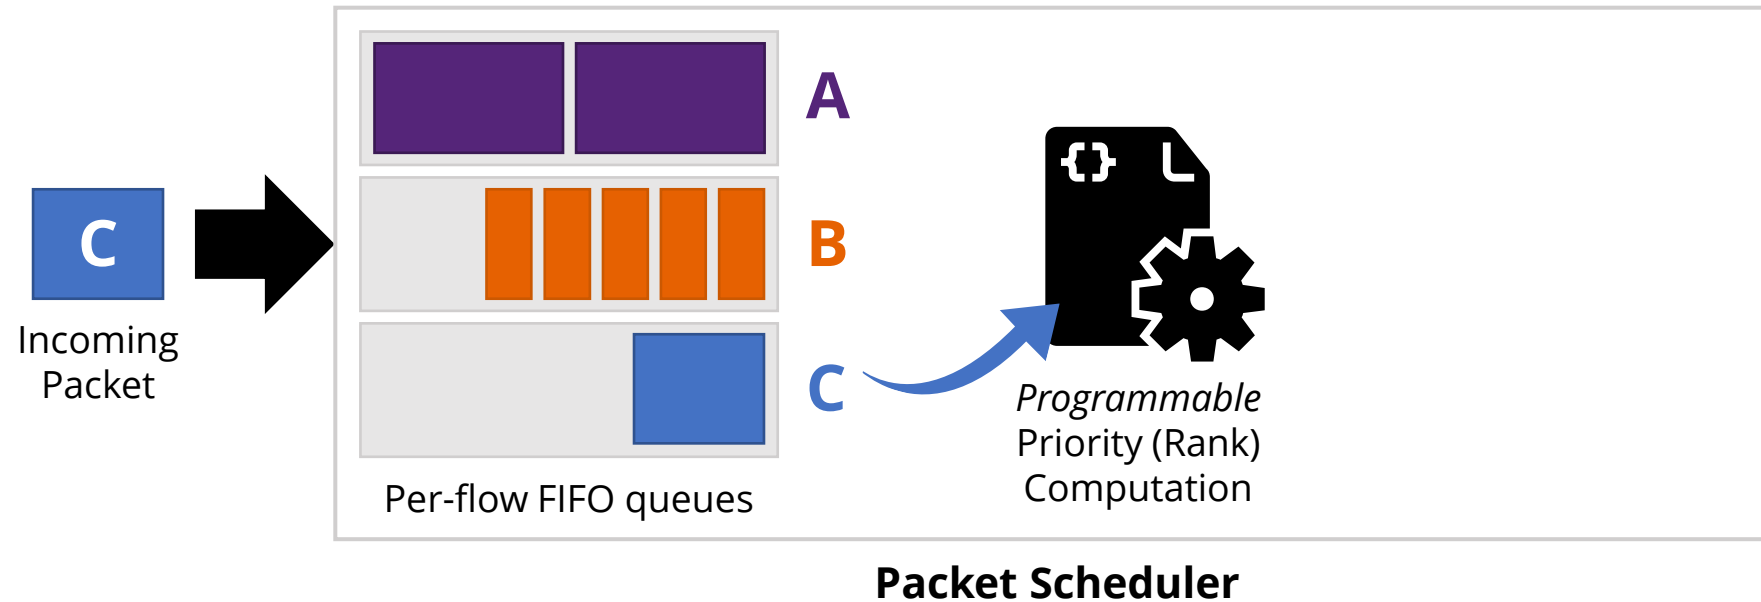 C
Incoming
Packet
A
B
C
Per-flow FIFO queues
{}
Programmable
Priority (Rank)
Computation
Packet Scheduler